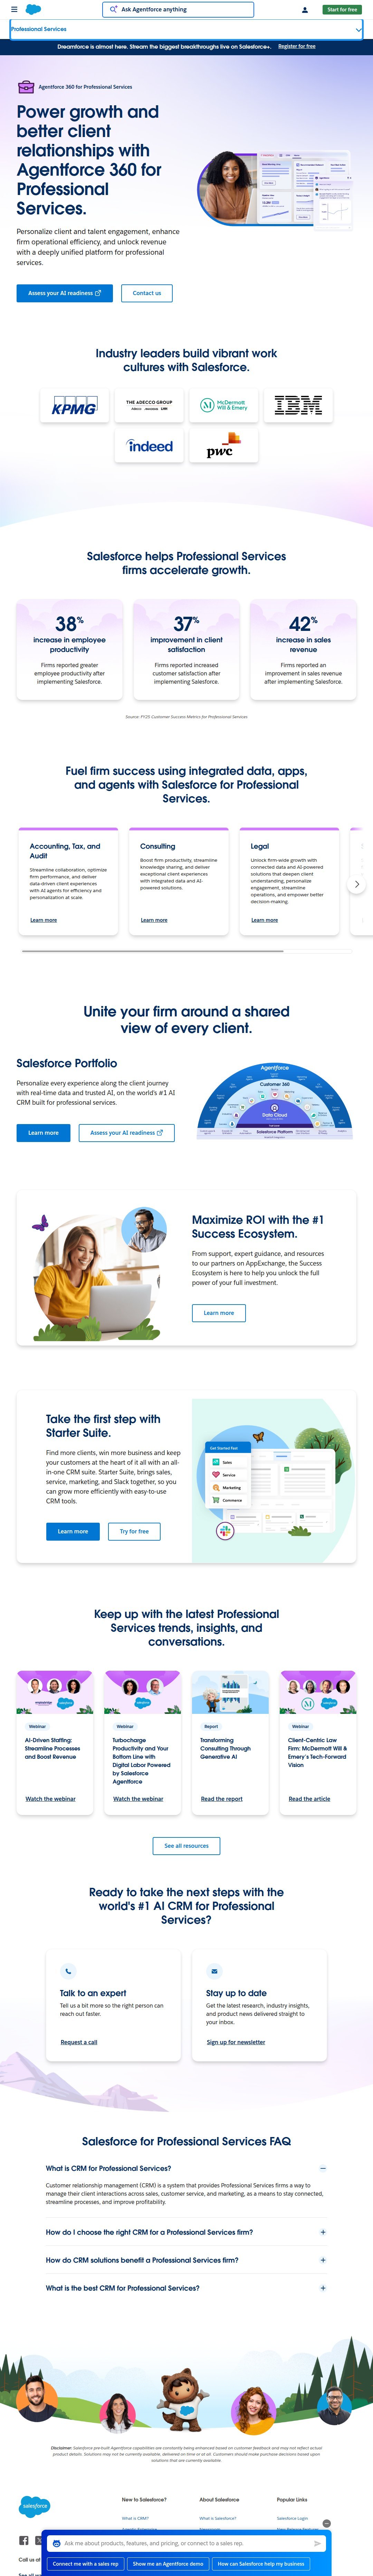 Ask Agentforce anything
Start for free
Professional Services
Dreamforce is almost here. Stream the biggest breakthroughs live on Salesforce+. Register for free
Agentforce 360 for Professional Services
Power growth and
better client
relationships with
Agentforce 360 for
Professional
Services.
Personalize client and talent engagement, enhance
firm operational efficiency, and unlock revenue
with a deeply unified platform for professional
services.
Assess your AI readiness
Contact us
Industry leaders build vibrant work
cultures with Salesforce.
KPMG
THE ADECCO GROUP
McDermott
Will & Emery
IBM
indeed
pwc
Salesforce helps Professional Services
firms accelerate growth.
38%
increase in employee
productivity
Firms reported greater
employee productivity after
implementing Salesforce.
37%
improvement in client
satisfaction
Firms reported increased
customer satisfaction after
implementing Salesforce.
42%
increase in sales
revenue
Firms reported an
improvement in sales revenue
after implementing Salesforce.
Source: FY25 Customer Success Metrics for Professional Services
Fuel firm success using integrated data, apps,
and agents with Salesforce for Professional
Services.
Accounting, Tax, and
Audit
Streamline collaboration, optimize
firm performance, and deliver
data-driven client experiences
with AI agents for efficiency and
personalization at scale.
Learn more
Consulting
Boost firm productivity, streamline
knowledge sharing, and deliver
exceptional client experiences
with integrated data and AI-
powered solutions.
Learn more
Legal
Unlock firm-wide growth with
connected data and AI-powered
solutions that deepen client
understanding, personalize
engagement, streamline
operations, and empower better
decision-making.
Learn more
Unite your firm around a shared
view of every client.
Salesforce Portfolio
Personalize every experience along the client journey
with real-time data and trusted AI, on the world's #1 AI
CRM built for professional services.
Learn more
Assess your AI readiness
Agentforce
Customer 360
Data Cloud
Salesforce Platform
Maximize ROI with the #1
Success Ecosystem.
From support, expert guidance, and resources
to our partners on AppExchange, the Success
Ecosystem is here to help you unlock the full
power of your full investment.
Learn more
Take the first step with
Starter Suite.
Find more clients, win more business and keep
your customers at the heart of it all with an all-
in-one CRM suite. Starter Suite, brings sales,
service, marketing, and Slack together, so you
can grow more efficiently with easy-to-use
CRM tools.
Learn more
Try for free
Get Started Fast
Sales
Service
Marketing
Commerce
Keep up with the latest Professional
Services trends, insights, and
conversations.
Webinar
AI-Driven Staffing:
Streamline Processes
and Boost Revenue
Watch the webinar
Webinar
Turbocharge
Productivity and Your
Bottom Line with
Digital Labor Powered
by Salesforce
Agentforce
Watch the webinar
Report
Transforming
Consulting Through
Generative AI
Read the report
Webinar
Client-Centric Law
Firm: McDermott Will &
Emery's Tech-Forward
Vision
Read the article
See all resources
Ready to take the next steps with the
world's #1 AI CRM for Professional
Services?
Talk to an expert
Tell us a bit more so the right person can
reach out faster.
Request a call
Stay up to date
Get the latest research, industry insights,
and product news delivered straight to
your inbox.
Sign up for newsletter
Salesforce for Professional Services FAQ
What is CRM for Professional Services?
Customer relationship management (CRM) is a system that provides Professional Services firms a way to
manage their client interactions across sales, customer service, and marketing, as a means to stay connected,
streamline processes, and improve profitability.
How do I choose the right CRM for a Professional Services firm?
How do CRM solutions benefit a Professional Services firm?
What is the best CRM for Professional Services?
Disclaimer: Salesforce pre-built Agentforce capabilities are constantly being enhanced based on customer feedback and may not reflect actual
product details. Solutions may not be currently available, delivered on time or at all. Customers should make purchase decisions based upon
solutions that are currently available.
salesforce
New to Salesforce?
What is CRM?
About Salesforce
What is Salesforce?
Popular Links
Salesforce Login
Call us at
Ask me about products, features, and pricing, or connect to a sales rep.
Connect me with a sales rep
Show me an Agentforce demo
How can Salesforce help my business